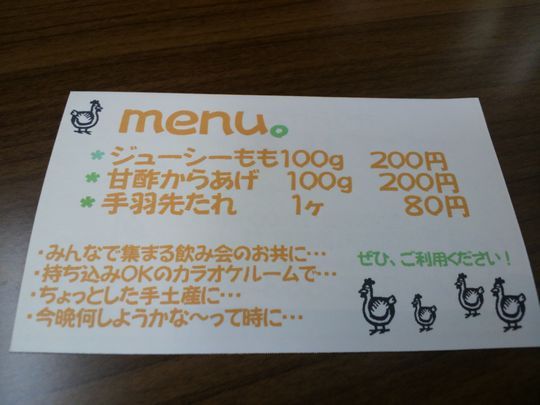 menu。
*ジューシーもも100g 200円
*甘酢からあげ 100g 200円
*手羽先たれ 1ヶ 80円
・みんなで集まる飲み会のお共に…
・持ち込みOKのカラオケルームで…
・ちょっとした手土産に…
・今晩何しようかな〜って時に…
ぜひ、ご利用ください！